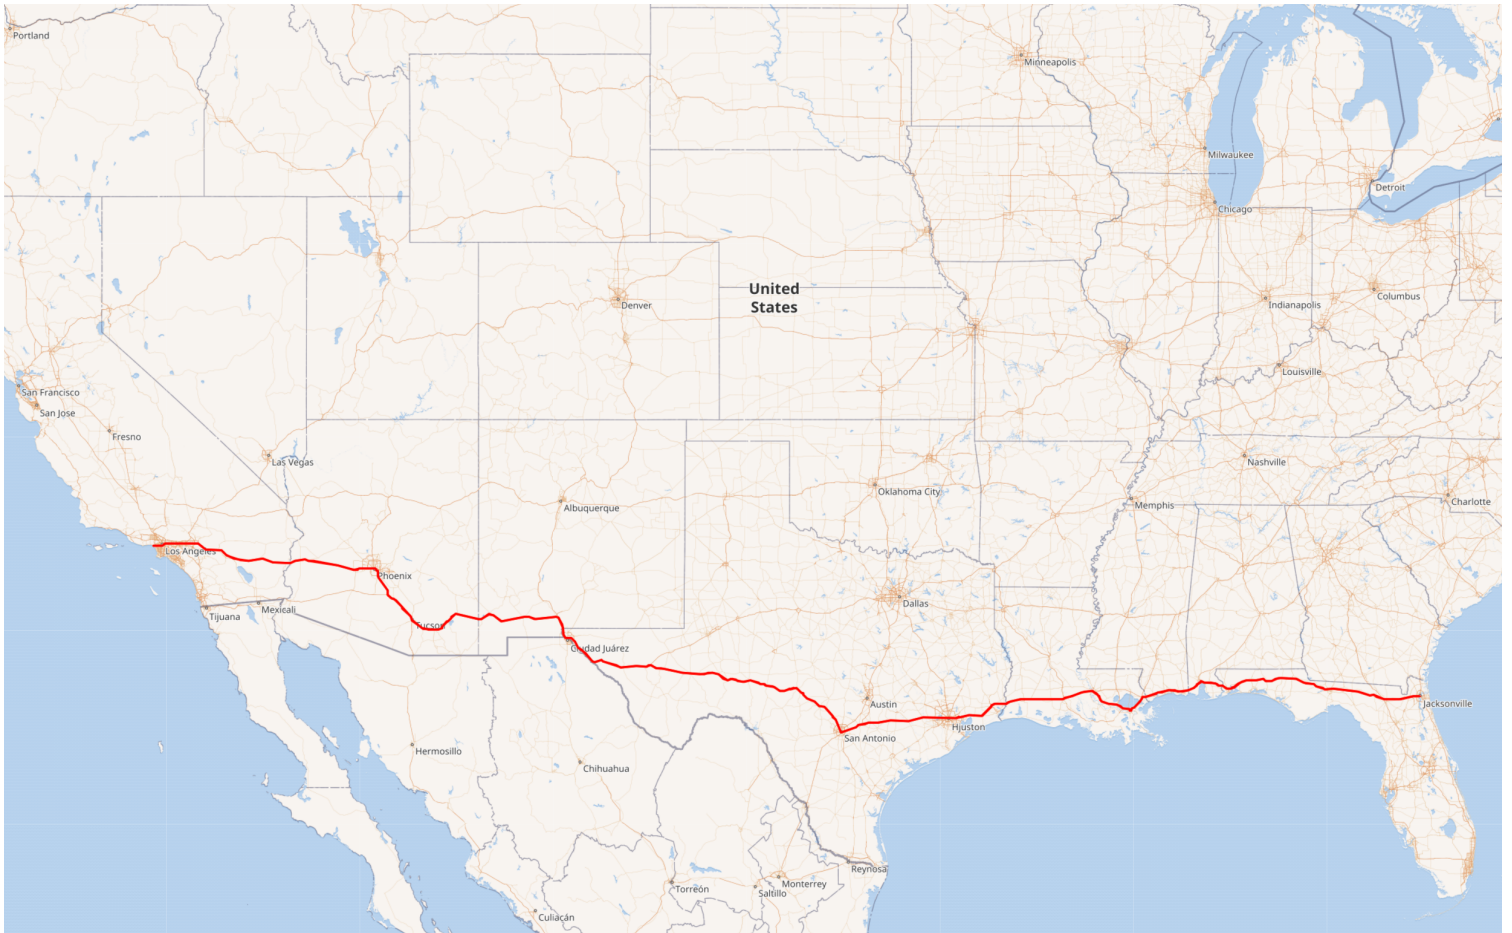 Portland
Minneapolis
Milwaukee
Detroit
Chicago
United
States
Denver
Columbus
Indianapolis
Louisville
San Francisco
San Jose
Fresno
Las Vegas
Nashville
Oklahoma City
Charlotte
Memphis
Albuquerque
Los Angeles
Phoenix
Dallas
Mexicali
Tijuana
Tucson
Ciudad Juárez
Austin
Jacksonville
Houston
San Antonio
Hermosillo
Chihuahua
Reynosa
Monterrey
Torreón
Saltillo
Culiacán